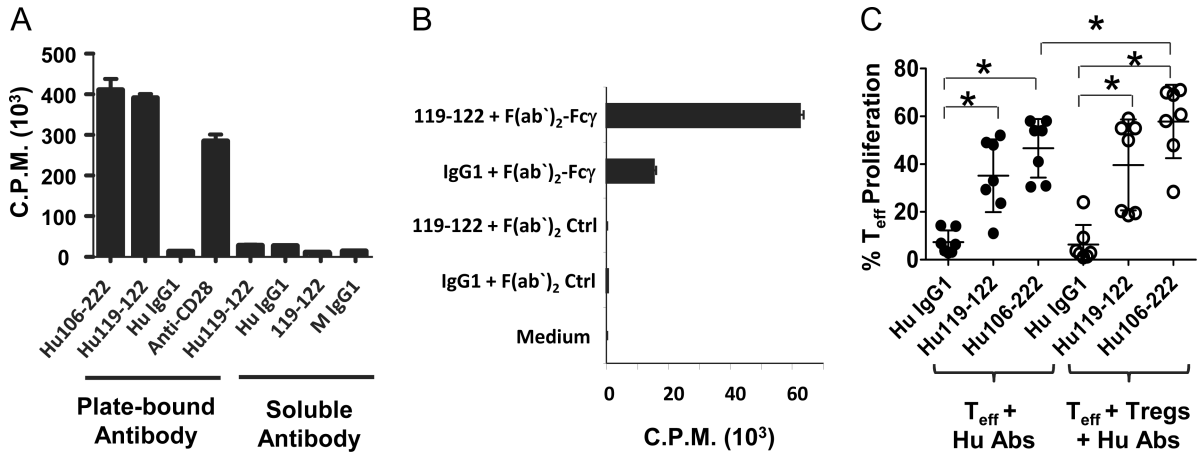 A
C.P.M. (10³)
500
400
300
200
100
0
Hu106-222
Hu119-122
Hu IgG1
Anti-CD28
Hu119-122
Hu IgG1
119-122
M IgG1
Plate-bound
Antibody
Soluble
Antibody
B
119-122 + F(ab`)₂-Fcγ
IgG1 + F(ab`)₂-Fcγ
119-122 + F(ab`)₂ Ctrl
IgG1 + F(ab`)₂ Ctrl
Medium
0
20
40
60
C.P.M. (10³)
C
% Teff Proliferation
80
60
40
20
0
*
*
*
*
*
Hu IgG1
Hu119-122
Hu106-222
Hu IgG1
Hu119-122
Hu106-222
Teff +
Hu Abs
Teff + Tregs
+ Hu Abs